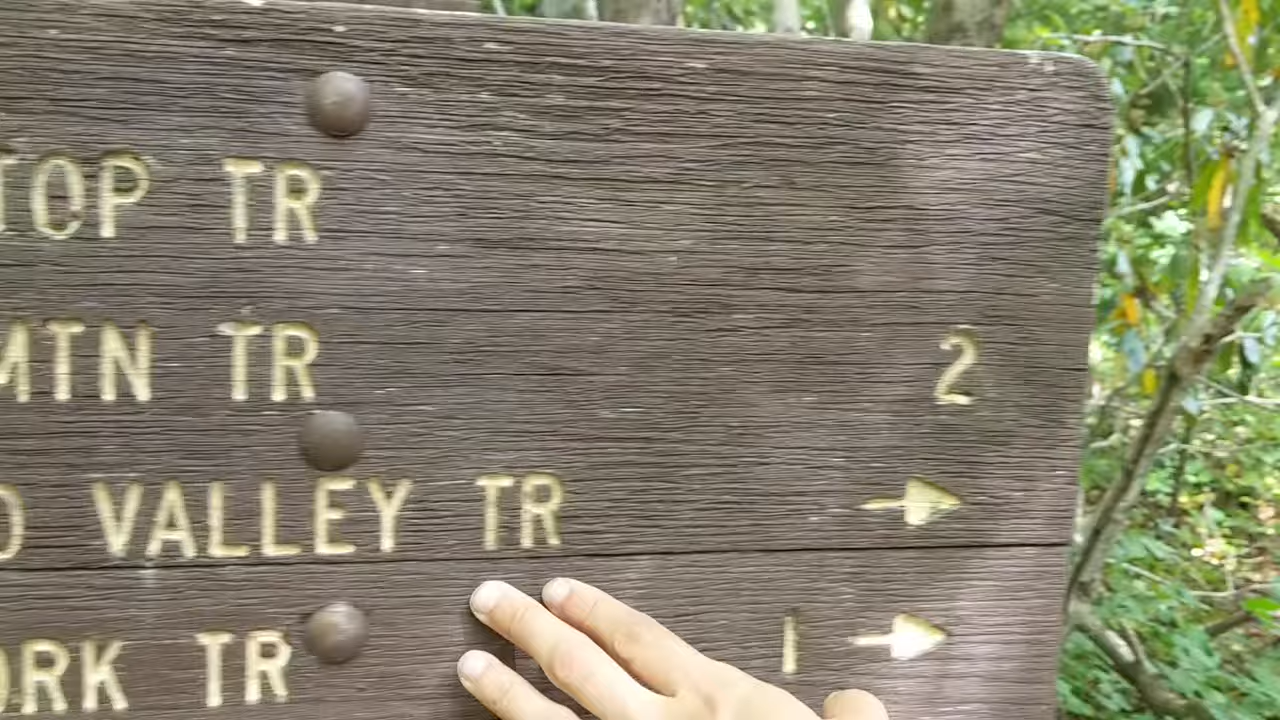 TOP TR
MTN TR 2
VALLEY TR →
ORK TR 1 →